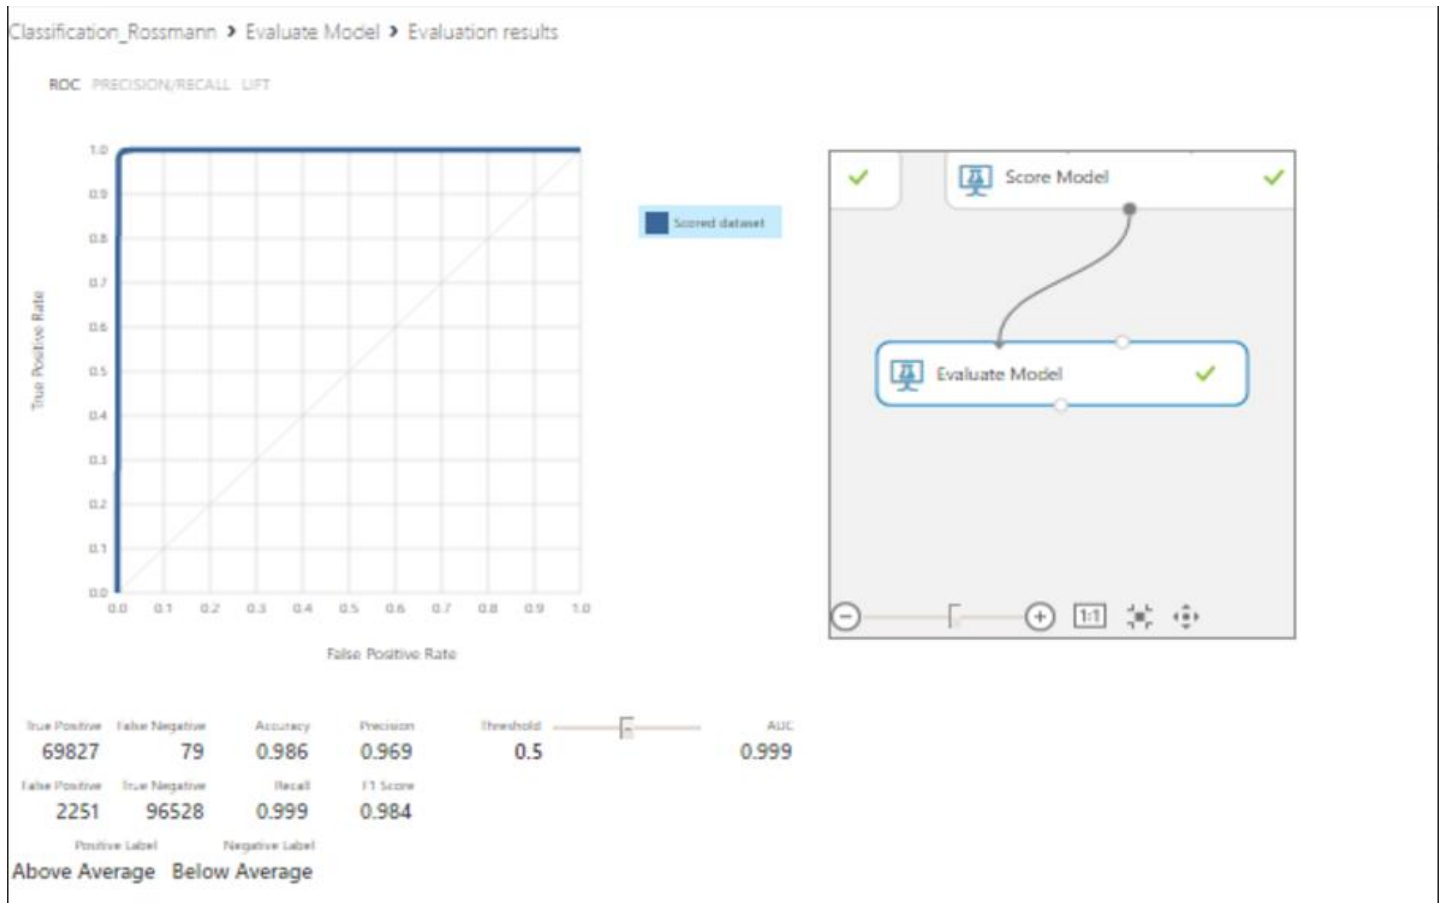 Classification_Rossmann > Evaluate Model > Evaluation results
ROC PRECISION/RECALL LIFT
1.0
0.9
0.8
0.7
0.6
0.5
0.4
0.3
0.2
0.1
0.0
True Positive Rate
0.0 0.1 0.2 0.3 0.4 0.5 0.6 0.7 0.8 0.9 1.0
False Positive Rate
Scored dataset
Score Model
Evaluate Model
1:1
True Positive False Negative Accuracy Precision Threshold AUC
69827 79 0.986 0.969 0.5 0.999
False Positive True Negative Recall F1 Score
2251 96528 0.999 0.984
Positive Label Negative Label
Above Average Below Average